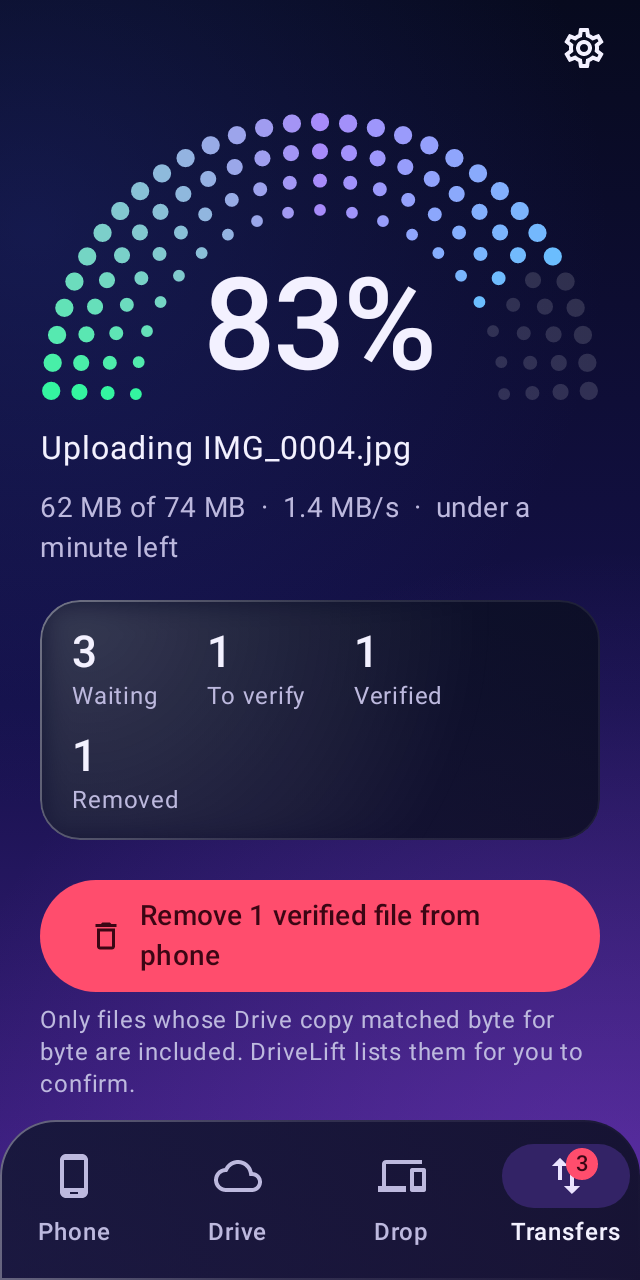 83%
Uploading IMG_0004.jpg
62 MB of 74 MB · 1.4 MB/s · under a
minute left
3 1 1
Waiting To verify Verified
1
Removed
Remove 1 verified file from
phone
Only files whose Drive copy matched byte for
byte are included. DriveLift lists them for you to
confirm.
3
Phone Drive Drop Transfers